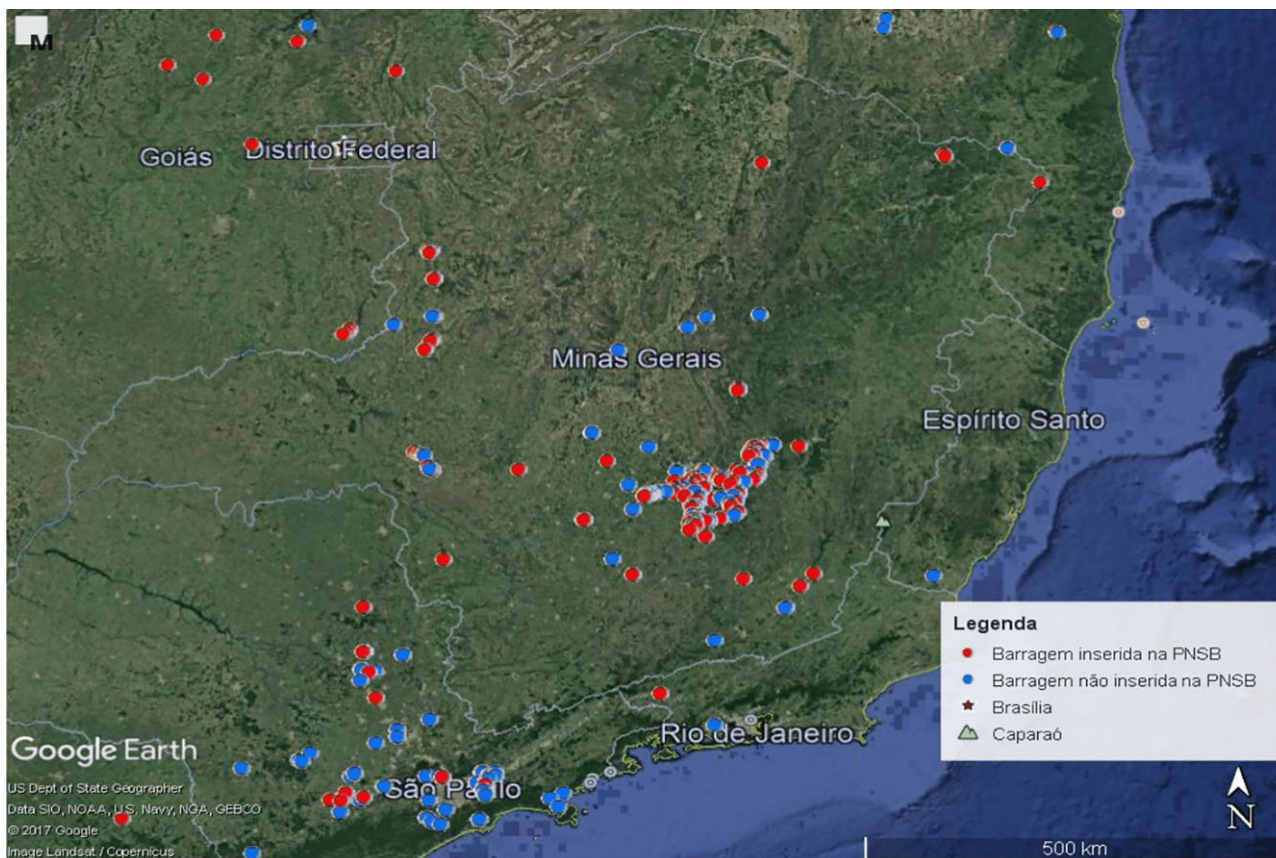 M
Goiás
Distrito Federal
Minas Gerais
Espírito Santo
Legenda
Barragem inserida na PNSB
Barragem não inserida na PNSB
Brasília
Caparaó
Rio de Janeiro
São Paulo
Google Earth
US Dept of State Geographer
Data SIO, NOAA, U.S. Navy, NGA, GEBCO
© 2017 Google
Image Landsat / Copernicus
N
500 km